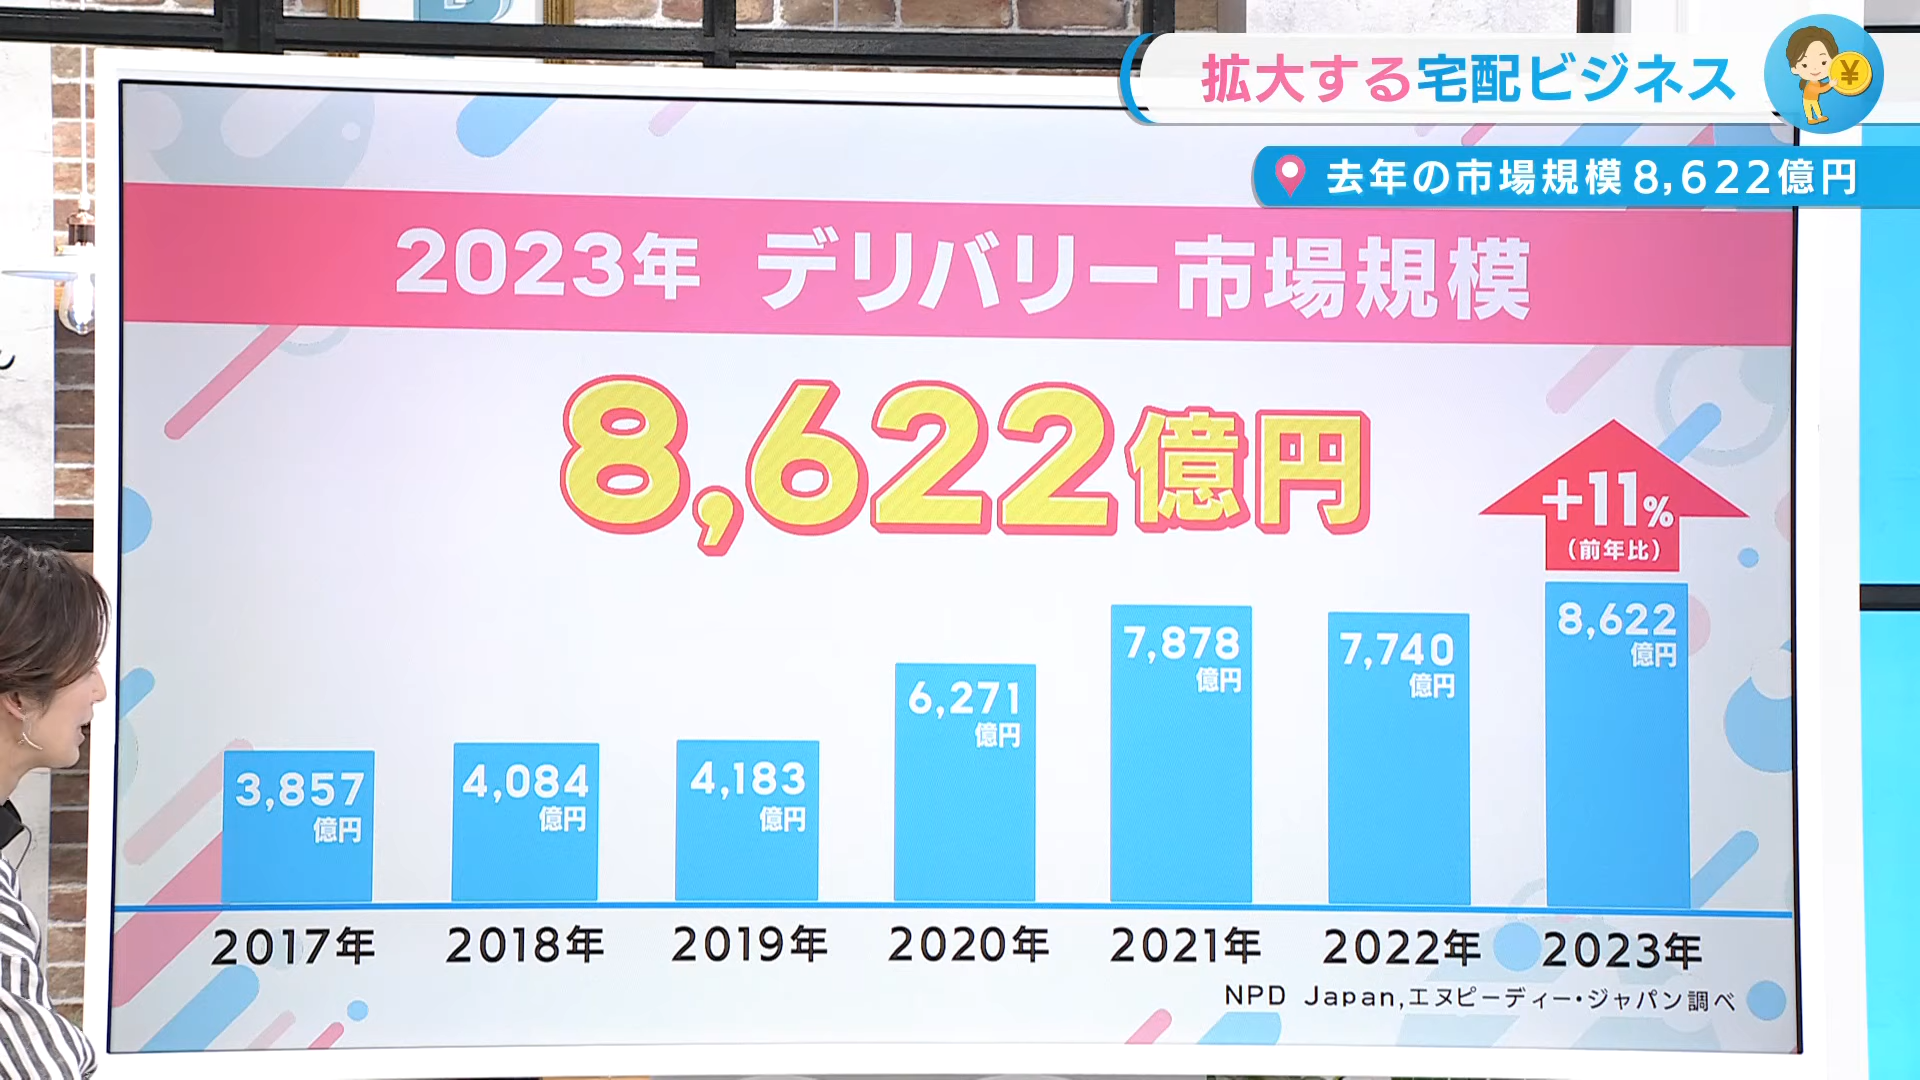 拡大する宅配ビジネス
¥
去年の市場規模8,622億円
2023年 デリバリー市場規模
8,622億円
+11%
(前年比)
3,857
億円
4,084
億円
4,183
億円
6,271
億円
7,878
億円
7,740
億円
8,622
億円
2017年 2018年 2019年 2020年 2021年 2022年 2023年
NPD Japan,エヌピーディー・ジャパン調べ